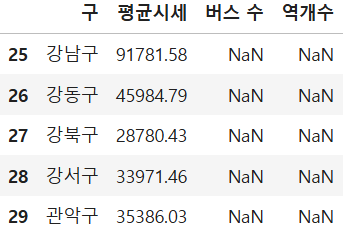 구 평균시세 버스 수 역개수
25 강남구 91781.58 NaN NaN
26 강동구 45984.79 NaN NaN
27 강북구 28780.43 NaN NaN
28 강서구 33971.46 NaN NaN
29 관악구 35386.03 NaN NaN